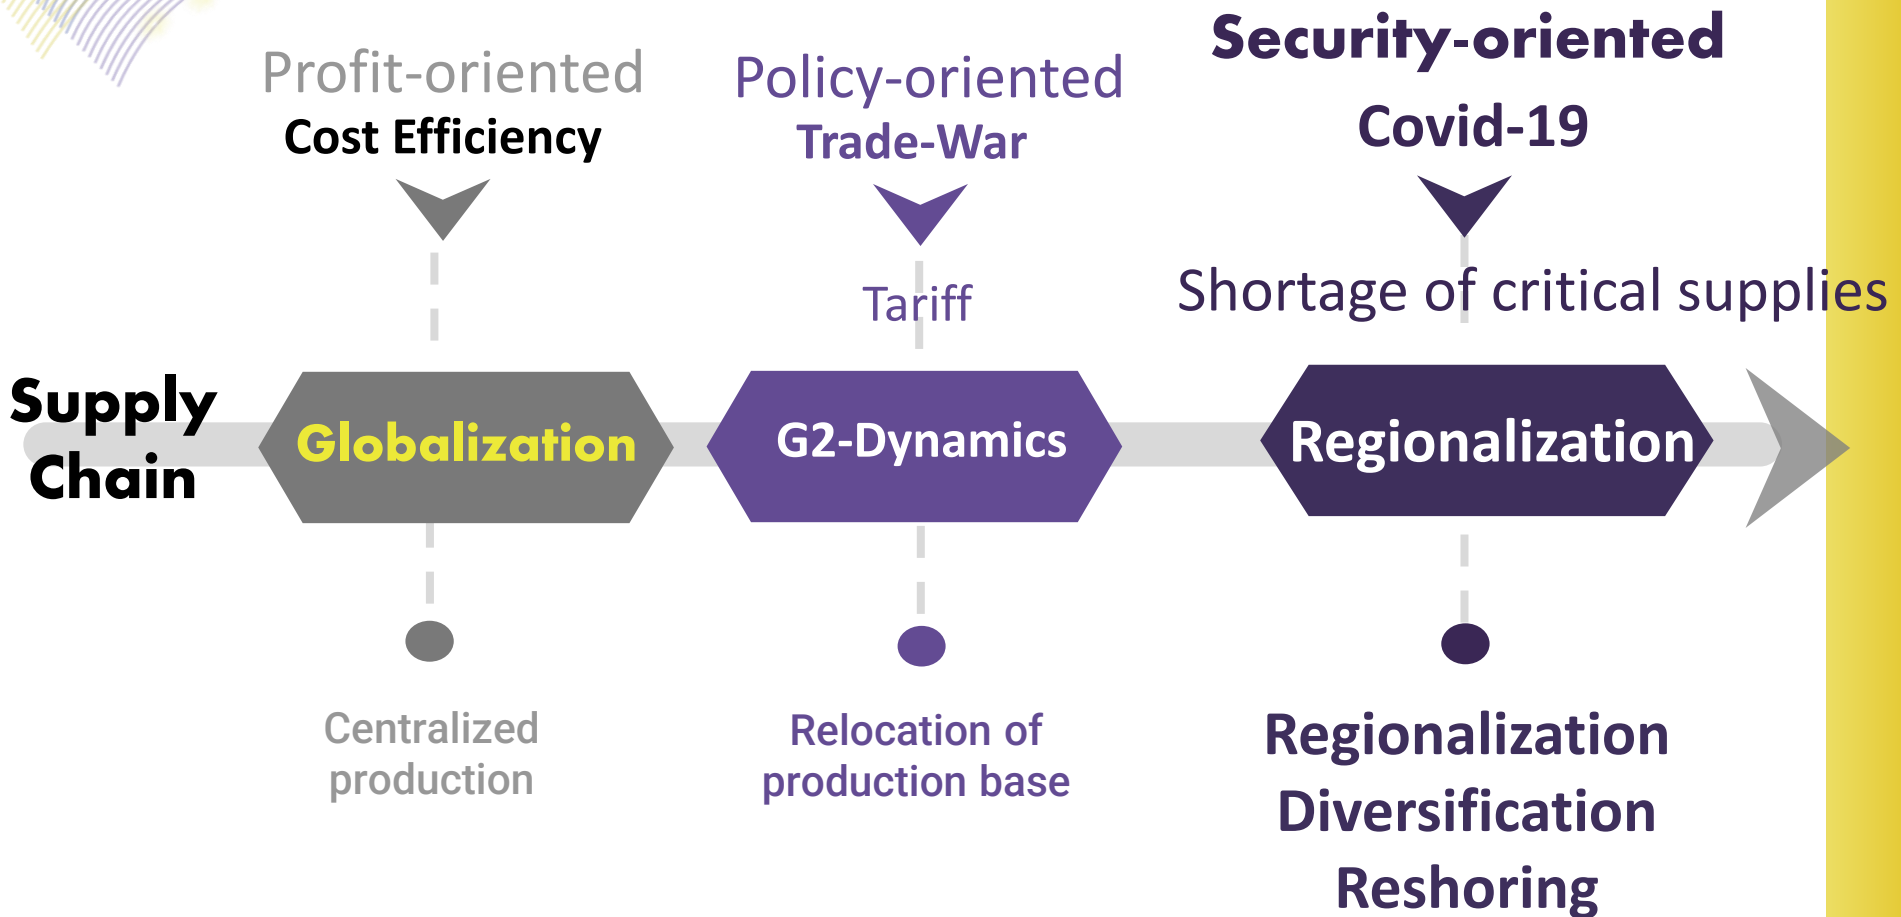 Profit-oriented
Cost Efficiency
Policy-oriented
Trade-War
Security-oriented
Covid-19
Tariff
Shortage of critical supplies
Supply
Chain
Globalization
G2-Dynamics
Regionalization
Centralized
production
Relocation of
production base
Regionalization
Diversification
Reshoring